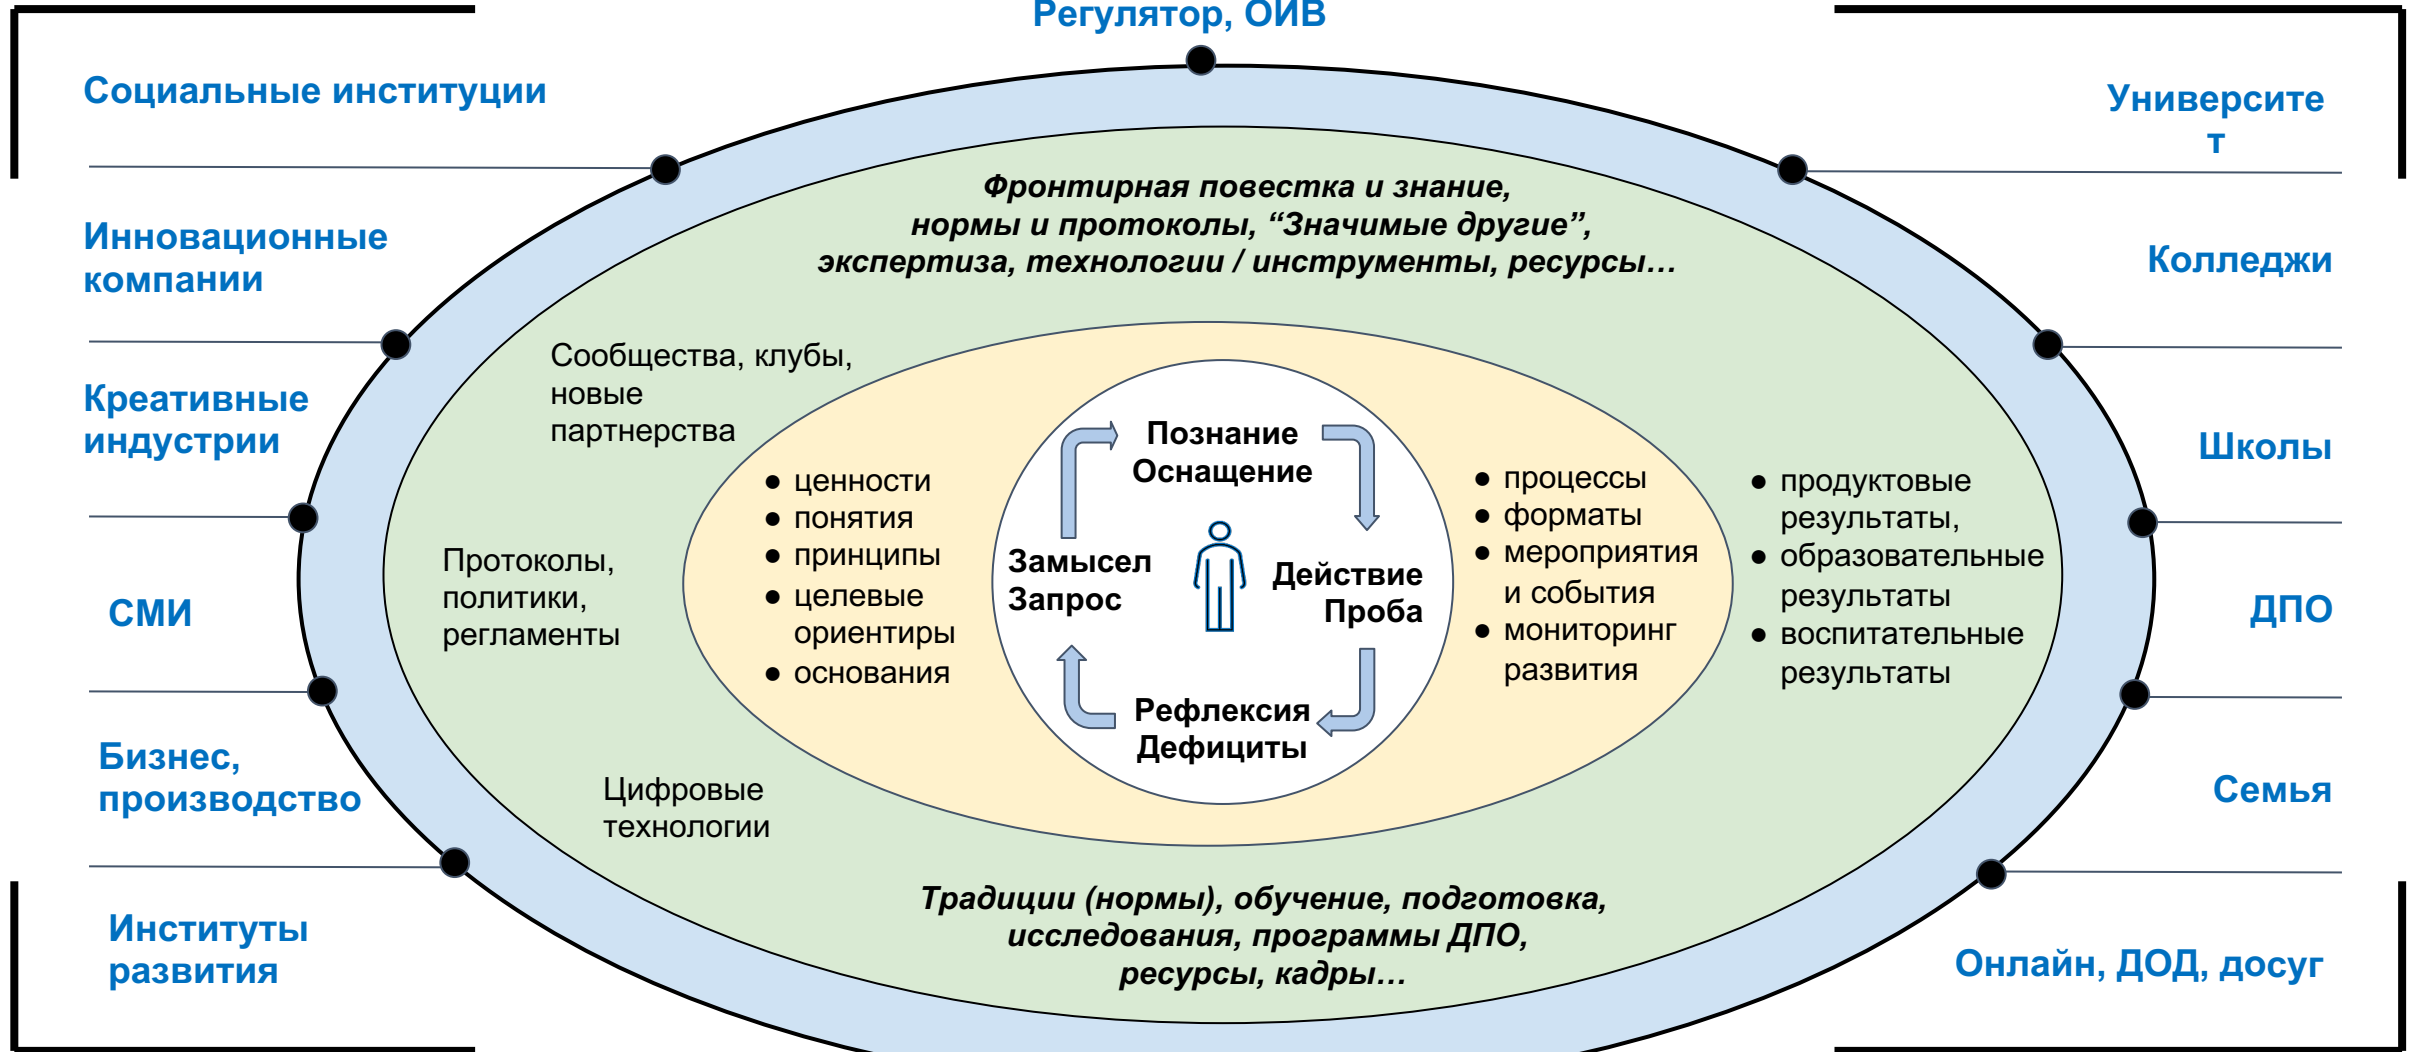 Регулятор, ОИВ
Социальные институции
Инновационные
компании
Креативные
индустрии
СМИ
Бизнес,
производство
Институты
развития
Фронтирная повестка и знание,
нормы и протоколы, “Значимые другие”,
экспертиза, технологии / инструменты, ресурсы…
Сообщества, клубы,
новые
партнерства
Протоколы,
политики,
регламенты
Цифровые
технологии
● ценности
● понятия
● принципы
● целевые
ориентиры
● основания
Познание
Оснащение
Замысел
Запрос
Действие
Проба
Рефлексия
Дефициты
● процессы
● форматы
● мероприятия
и события
● мониторинг
развития
● продуктовые
результаты,
● образовательные
результаты
● воспитательные
результаты
Традиции (нормы), обучение, подготовка,
исследования, программы ДПО,
ресурсы, кадры…
Университе
т
Колледжи
Школы
ДПО
Семья
Онлайн, ДОД, досуг